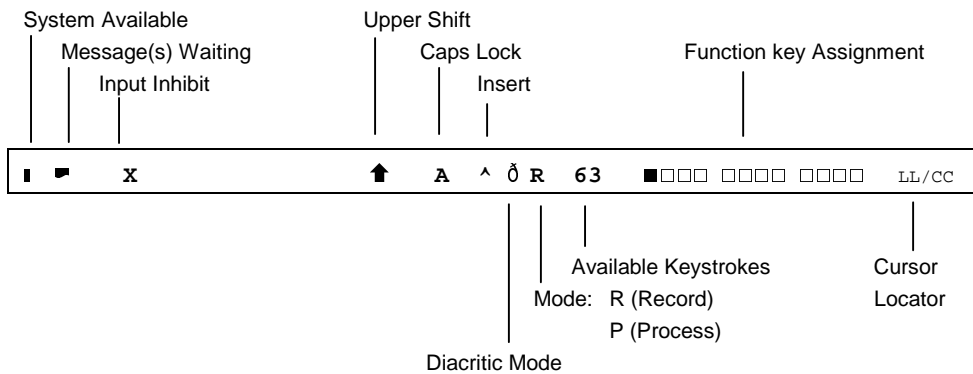 System Available
Upper Shift
Message(s) Waiting
Caps Lock
Function key Assignment
Input Inhibit
Insert
X A ^ ð R 63 LL/CC
Available Keystrokes
Cursor
Mode: R (Record)
Locator
P (Process)
Diacritic Mode